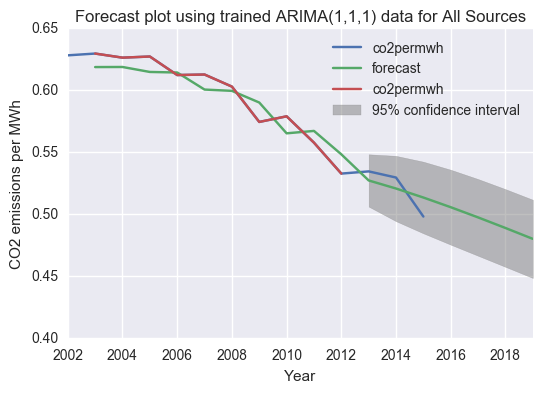 Forecast plot using trained ARIMA(1,1,1) data for All Sources
co2permwh
forecast
co2permwh
95% confidence interval
CO2 emissions per MWh
0.65
0.60
0.55
0.50
0.45
0.40
2002 2004 2006 2008 2010 2012 2014 2016 2018
Year